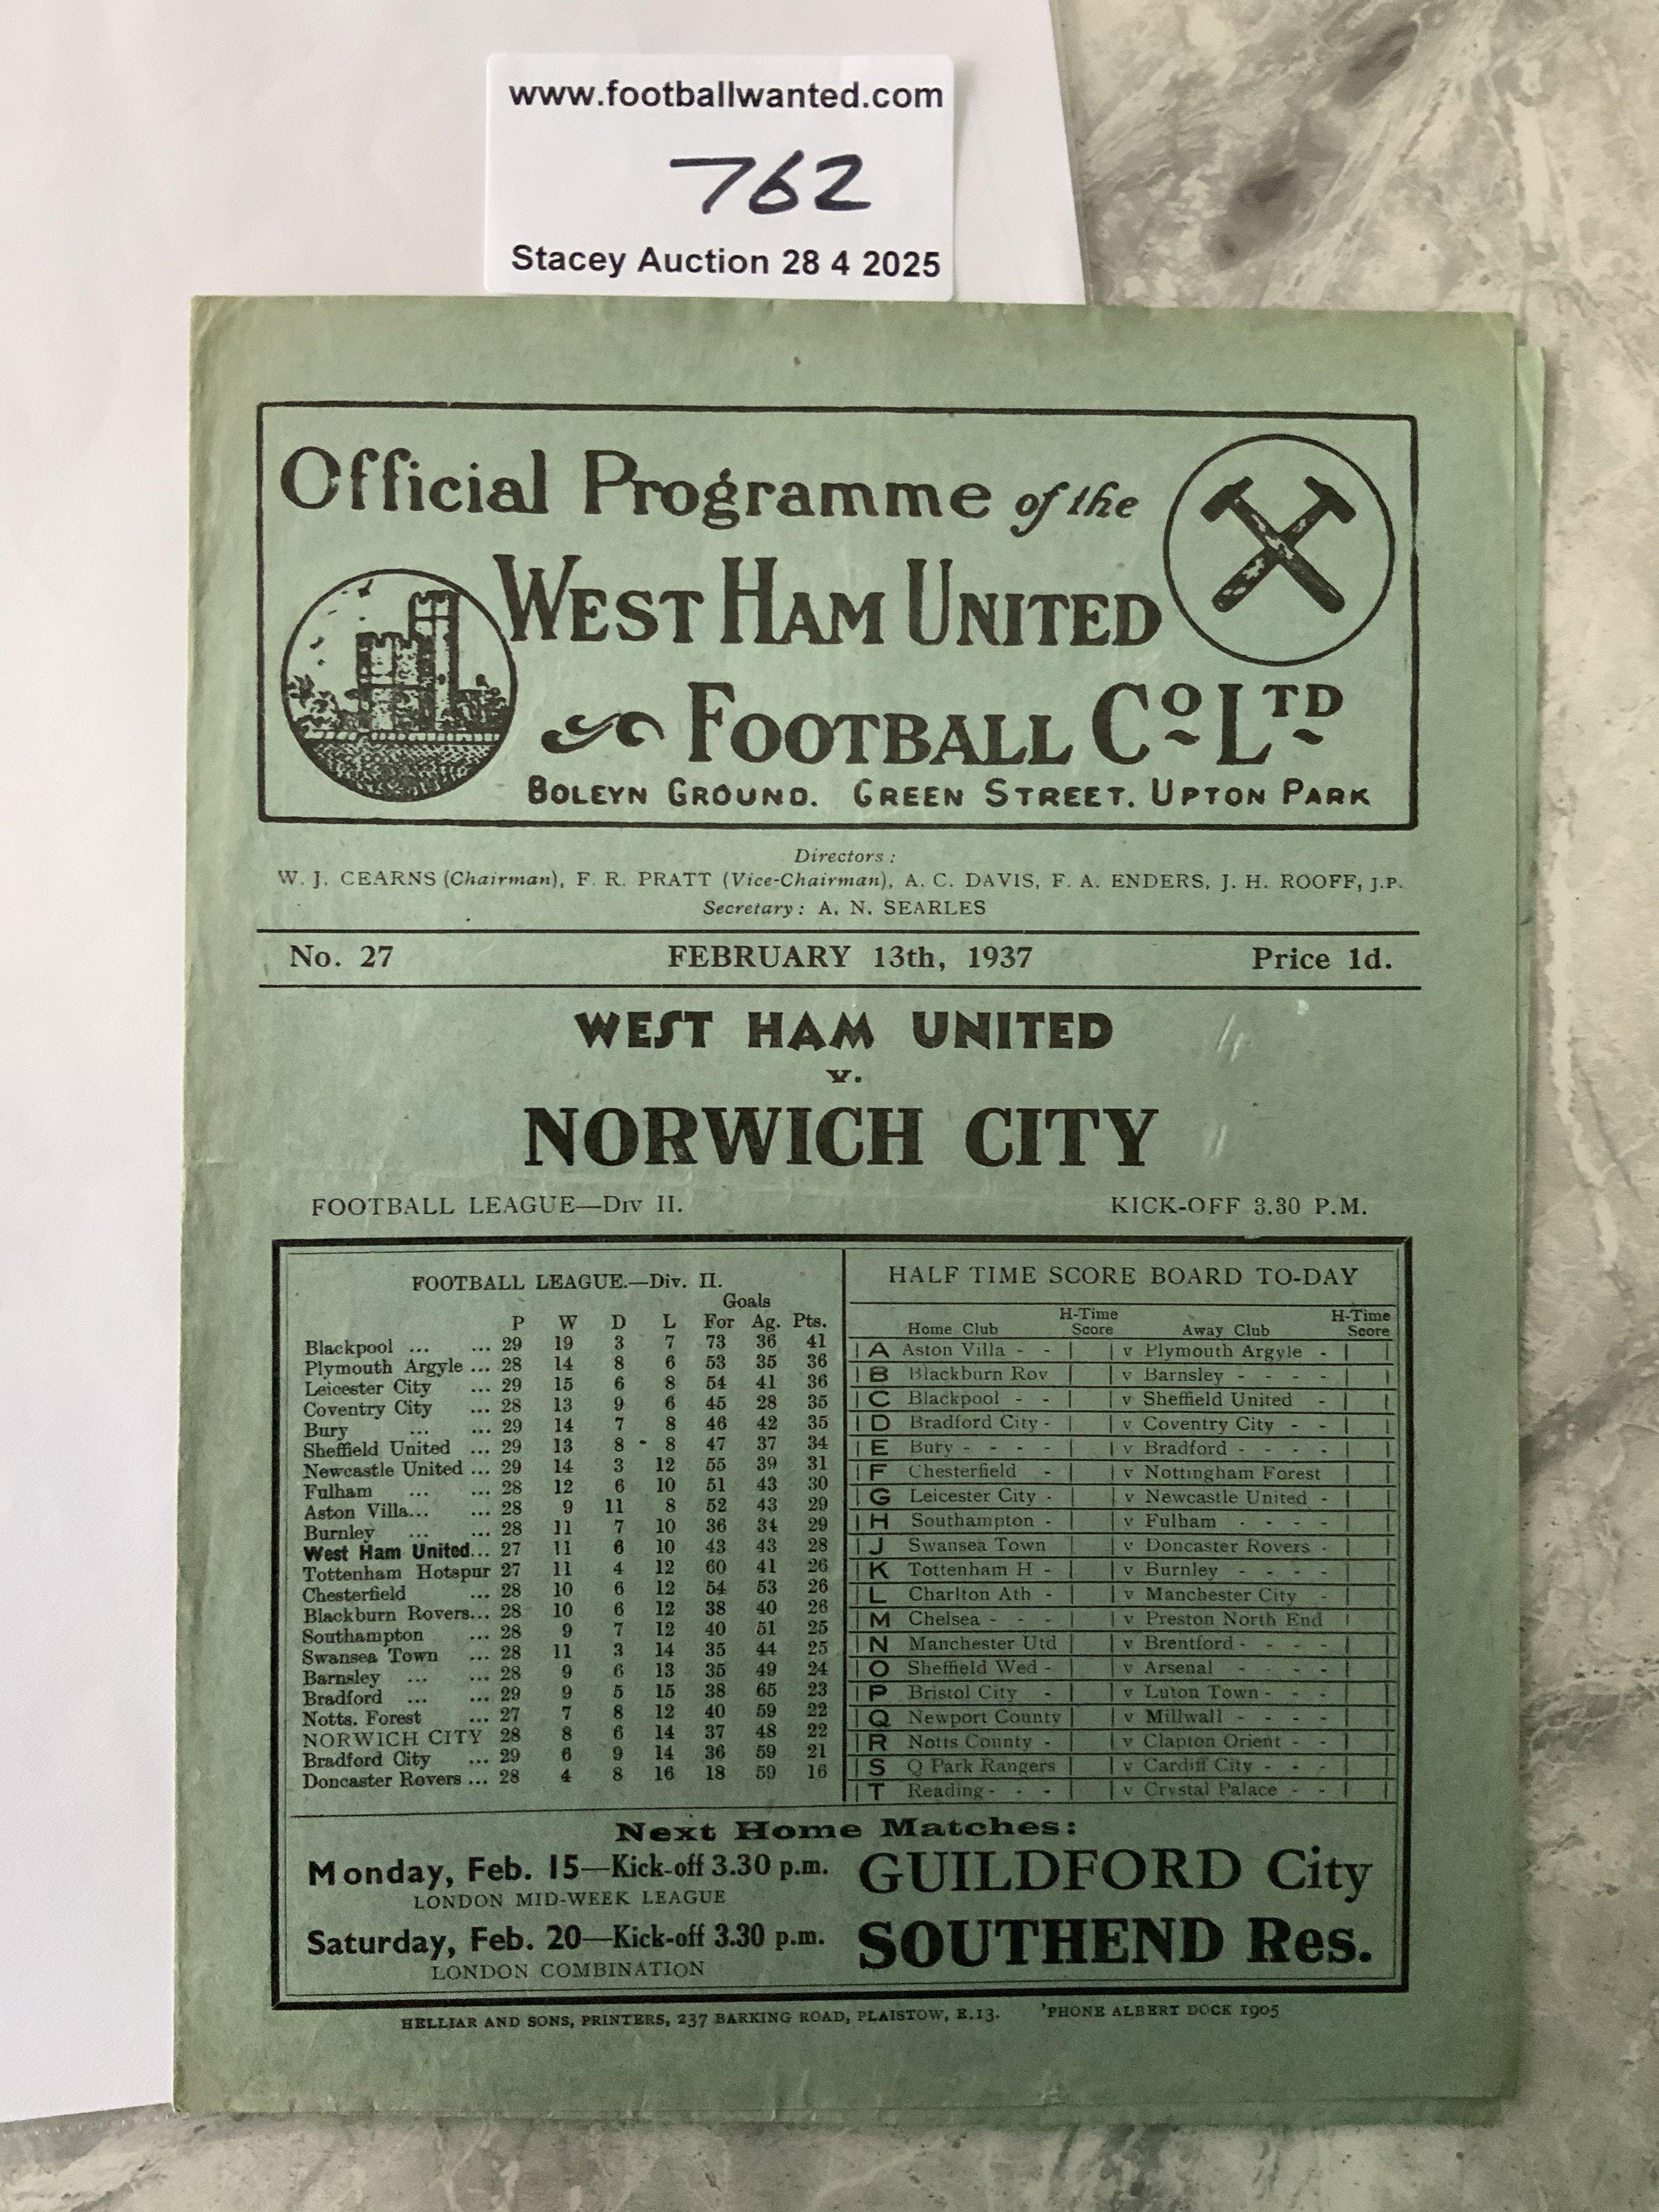 www.footballwanted.com
762
Stacey Auction 28 4 2025
Official Programme of the
WEST HAM UNITED
FOOTBALL CO LTD
BOLEYN GROUND. GREEN STREET. UPTON PARK
Directors :
W. J. CEARNS (Chairman), F. R. PRATT (Vice-Chairman), A. C. DAVIS, F. A. ENDERS, J. H. ROOFF, J.P.
Secretary : A. N. SEARLES
No. 27 FEBRUARY 13th, 1937 Price 1d.
WEST HAM UNITED
v.
NORWICH CITY
FOOTBALL LEAGUE—Div II. KICK-OFF 3.30 P.M.
FOOTBALL LEAGUE.—Div. II.
Goals
P W D L For Ag. Pts.
Blackpool ... ... 29 19 3 7 73 36 41
Plymouth Argyle ... 28 14 8 6 53 35 36
Leicester City ... 29 15 6 8 54 41 36
Coventry City ... 28 13 9 6 45 28 35
Bury ... ... 29 14 7 8 46 42 35
Sheffield United ... 29 13 8 8 47 37 34
Newcastle United ... 29 14 3 12 55 39 31
Fulham ... ... 28 12 6 10 51 43 30
Aston Villa... ... 28 9 11 8 52 43 29
Burnley ... ... 28 11 7 10 36 34 29
West Ham United... 27 11 6 10 43 43 28
Tottenham Hotspur 27 11 4 12 60 41 26
Chesterfield ... 28 10 6 12 54 53 26
Blackburn Rovers... 28 10 6 12 38 40 26
Southampton ... 28 9 7 12 40 51 25
Swansea Town ... 28 11 3 14 35 44 25
Barnsley ... ... 28 9 6 13 35 49 24
Bradford ... ... 29 9 5 15 38 65 23
Notts. Forest ... 27 7 8 12 40 59 22
NORWICH CITY 28 8 6 14 37 48 22
Bradford City ... 29 6 9 14 36 59 21
Doncaster Rovers ... 28 4 8 16 18 59 16
HALF TIME SCORE BOARD TO-DAY
Home Club H-Time Score Away Club H-Time Score
A Aston Villa - - v Plymouth Argyle -
B Blackburn Rov v Barnsley - - - -
C Blackpool - - v Sheffield United -
D Bradford City - v Coventry City - -
E Bury - - - - v Bradford - - - -
F Chesterfield - v Nottingham Forest
G Leicester City - v Newcastle United -
H Southampton - v Fulham - - - -
J Swansea Town v Doncaster Rovers -
K Tottenham H - v Burnley - - - -
L Charlton Ath - v Manchester City -
M Chelsea - - - v Preston North End
N Manchester Utd v Brentford - - - -
O Sheffield Wed - v Arsenal - - - -
P Bristol City - v Luton Town - - -
Q Newport County v Millwall - - - -
R Notts County - v Clapton Orient - -
S Q Park Rangers v Cardiff City - - -
T Reading - - - v Crystal Palace - -
Next Home Matches:
Monday, Feb. 15—Kick-off 3.30 p.m. GUILDFORD City
LONDON MID-WEEK LEAGUE
Saturday, Feb. 20—Kick-off 3.30 p.m. SOUTHEND Res.
LONDON COMBINATION
HELLIAR AND SONS, PRINTERS, 237 BARKING ROAD, PLAISTOW, E.13. 'PHONE ALBERT DOCK 1905